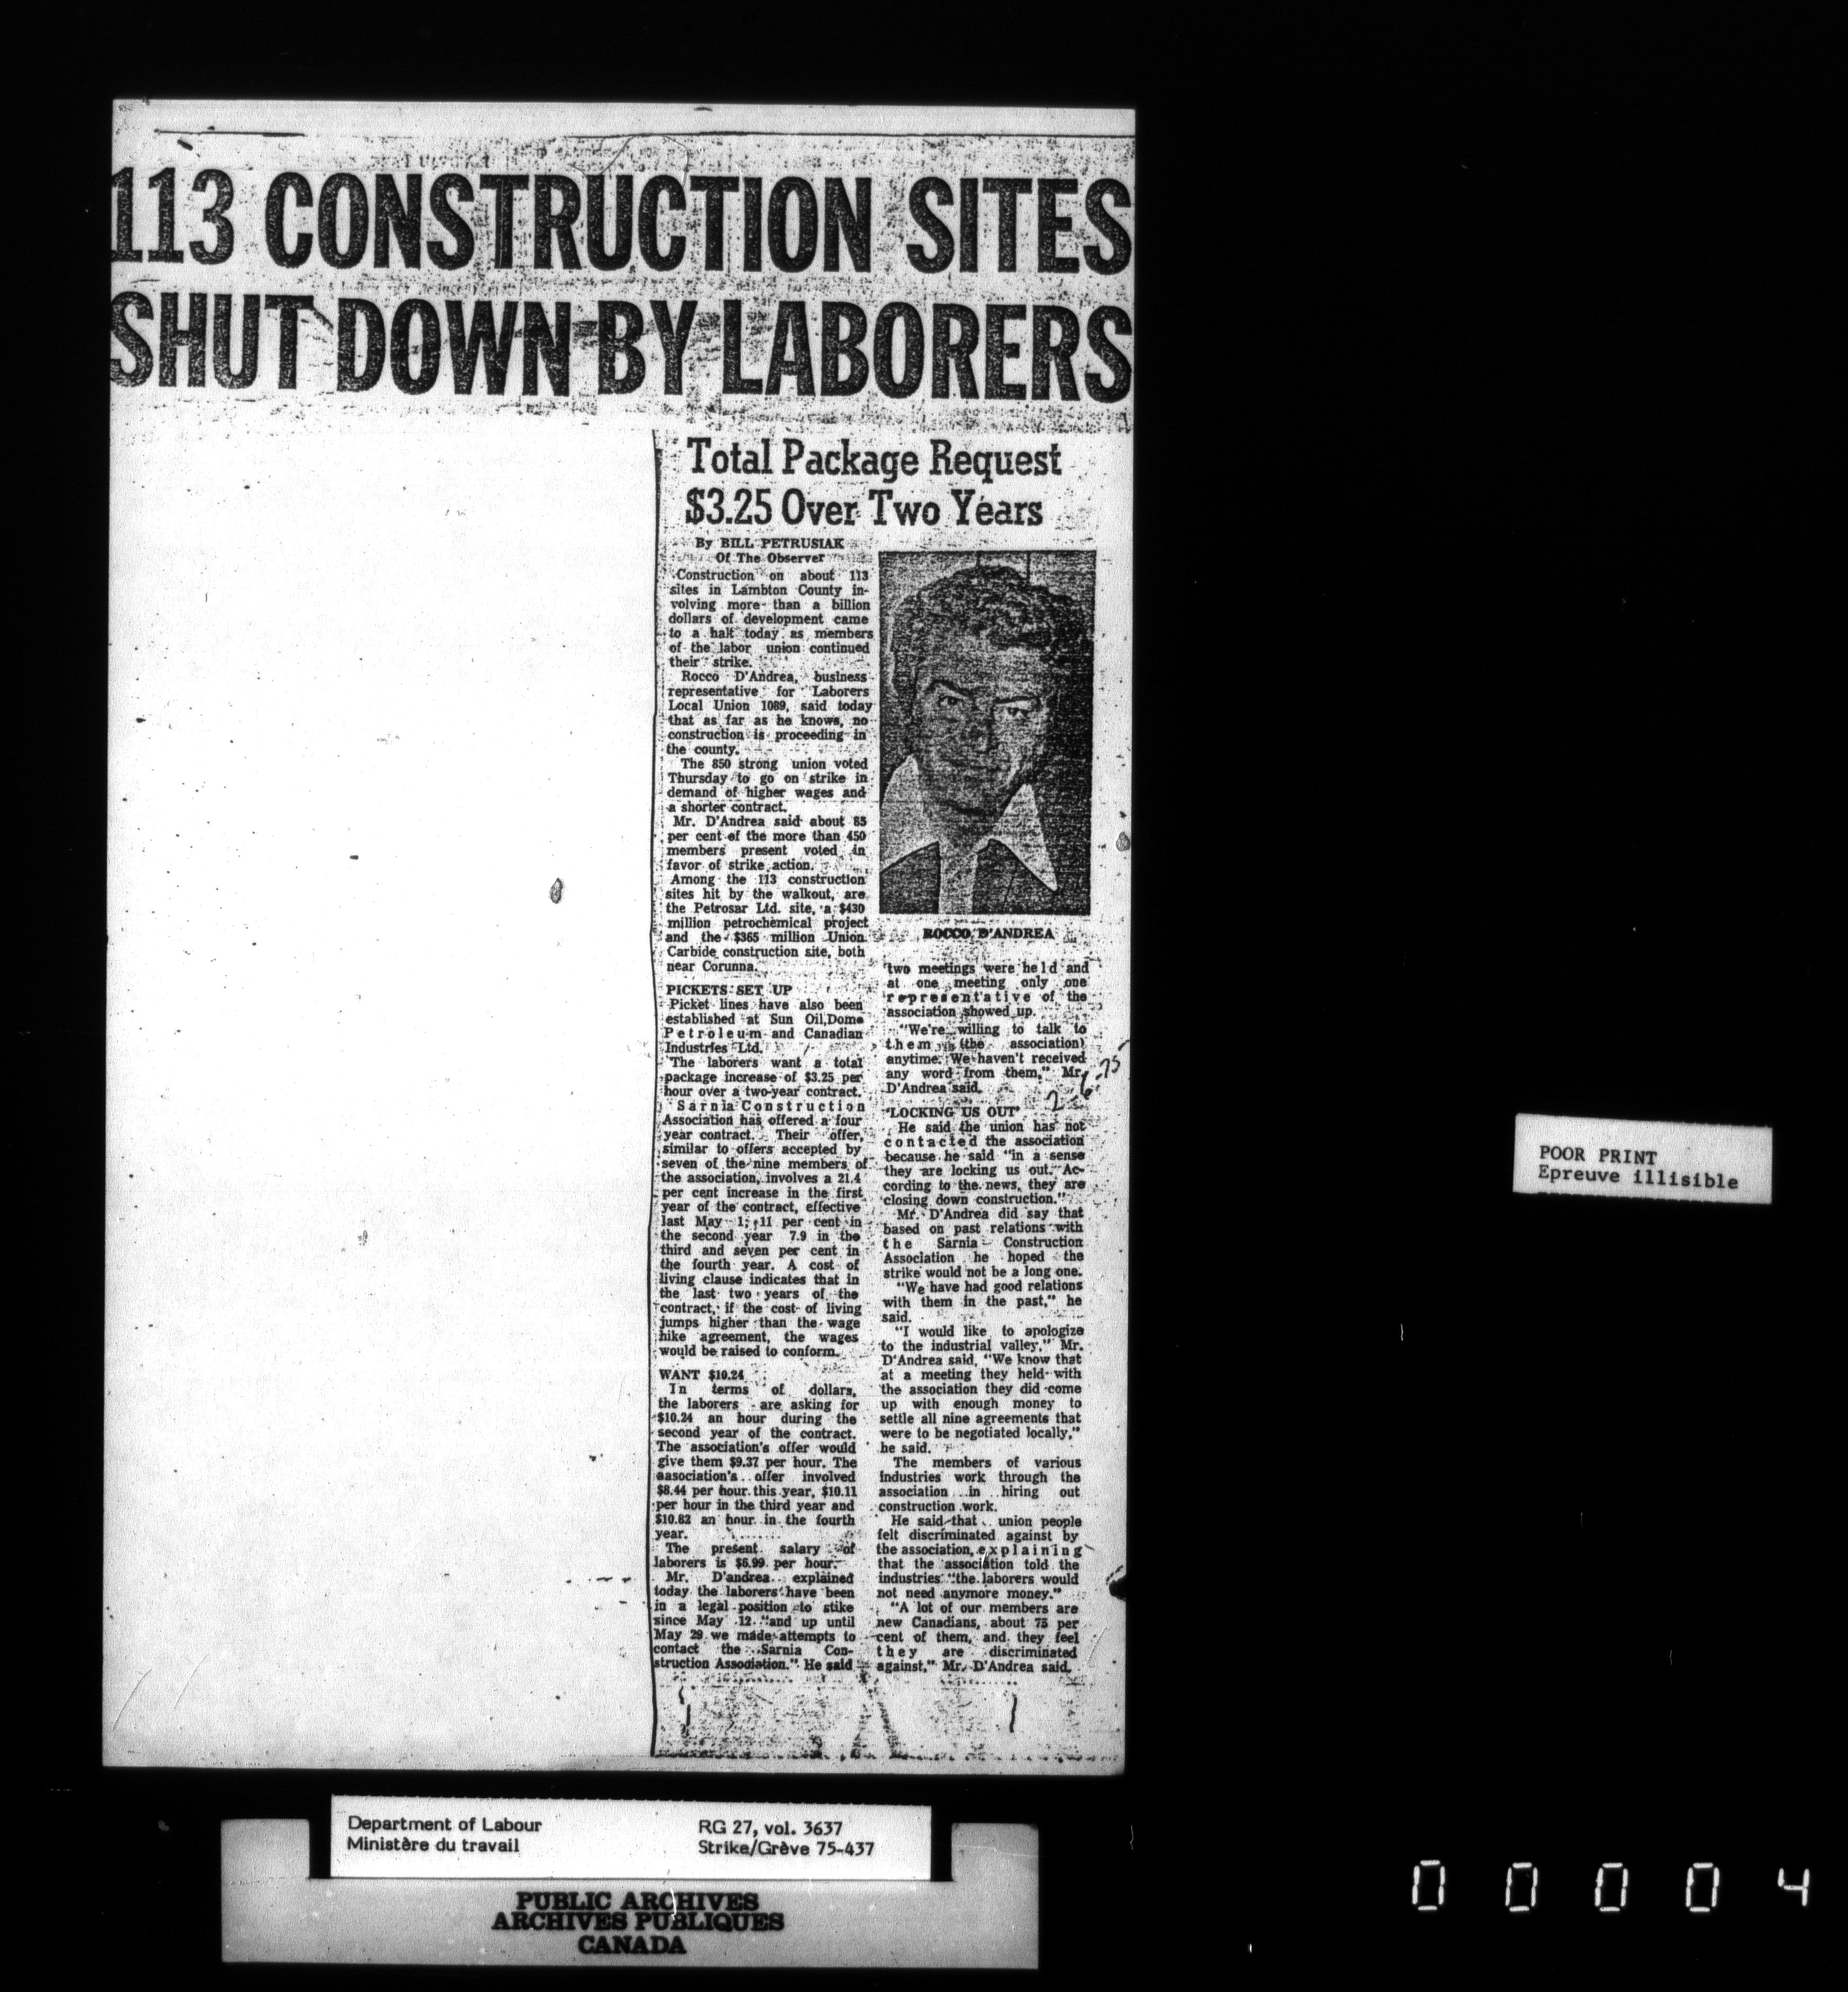 113 CONSTRUCTION SITES
SHUT DOWN BY LABORERS
Total Package Request
$3.25 Over Two Years
By BILL PETRUSIAK
Of The Observer
Construction on about 113
sites in Lambton County in-
volving more than a billion
dollars of development came
to a halt today as members
of the labor union continued
their strike.
Rocco D'Andrea, business
representative for Laborers
Local Union 1089, said today
that as far as he knows, no
construction is proceeding in
the county.
The 850 strong union voted
Thursday to go on strike in
demand of higher wages and
a shorter contract.
Mr. D'Andrea said about 85
per cent of the more than 450
members present voted in
favor of strike action.
Among the 113 construction
sites hit by the walkout, are
the Petrosar Ltd. site, a $430
million petrochemical project
and the $365 million Union
Carbide construction site, both
near Corunna.
PICKETS SET UP
Picket lines have also been
established at Sun Oil, Dome
Petroleum and Canadian
Industries Ltd.
The laborers want a total
package increase of $3.25 per
hour over a two-year contract.
Sarnia Construction
Association has offered a four
year contract. Their offer,
similar to offers accepted by
seven of the nine members of
the association, involves a 21.4
per cent increase in the first
year of the contract, effective
last May 1; 11 per cent in
the second year 7.9 in the
third and seven per cent in
the fourth year. A cost of
living clause indicates that in
the last two years of the
contract, if the cost of living
jumps higher than the wage
hike agreement, the wages
would be raised to conform.
WANT $10.24
In terms of dollars,
the laborers are asking for
$10.24 an hour during the
second year of the contract.
The association's offer would
give them $9.37 per hour. The
aasociation's offer involved
$8.44 per hour this year, $10.11
per hour in the third year and
$10.82 an hour in the fourth
year.
The present salary of
laborers is $6.99 per hour.
Mr. D'andrea explained
today the laborers have been
in a legal position to stike
since May 12 "and up until
May 29 we made attempts to
contact the Sarnia Con-
struction Association." He said
ROCCO D'ANDREA
two meetings were held and
at one meeting only one
representative of the
association showed up.
"We're willing to talk to
them (the association)
anytime. We haven't received
any word from them," Mr.
D'Andrea said.
2-6-75
'LOCKING US OUT'
He said the union has not
contacted the association
because he said "in a sense
they are locking us out. Ac-
cording to the news, they are
closing down construction."
Mr. D'Andrea did say that
based on past relations with
the Sarnia Construction
Association he hoped the
strike would not be a long one.
"We have had good relations
with them in the past," he
said.
"I would like to apologize
to the industrial valley," Mr.
D'Andrea said, "We know that
at a meeting they held with
the association they did come
up with enough money to
settle all nine agreements that
were to be negotiated locally,"
he said.
The members of various
industries work through the
association in hiring out
construction work.
He said that union people
felt discriminated against by
the association, explaining
that the association told the
industries "the laborers would
not need anymore money."
"A lot of our members are
new Canadians, about 75 per
cent of them, and they feel
they are discriminated
against," Mr. D'Andrea said.
POOR PRINT
Epreuve illisible
Department of Labour
Ministère du travail
RG 27, vol. 3637
Strike/Grève 75-437
PUBLIC ARCHIVES
ARCHIVES PUBLIQUES
CANADA
0 0 0 0 4